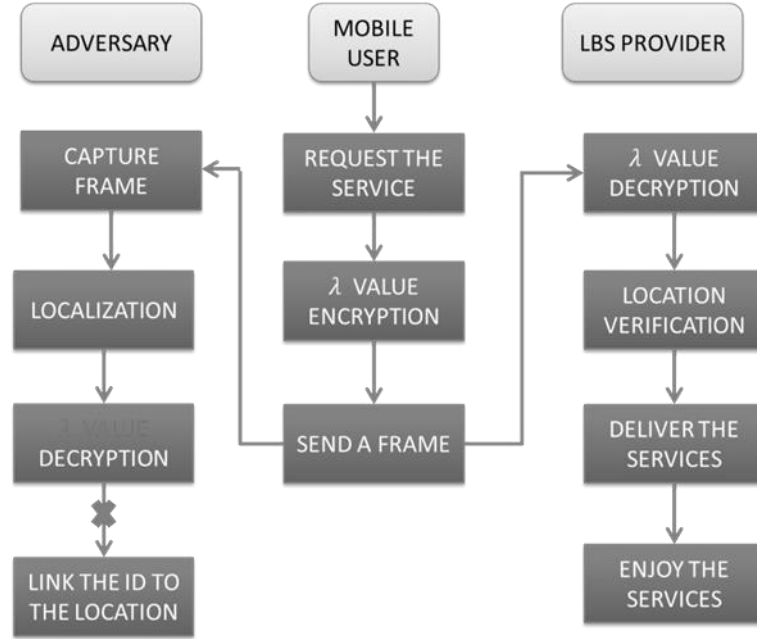 ADVERSARY
MOBILE
USER
LBS PROVIDER
CAPTURE
FRAME
REQUEST THE
SERVICE
λ VALUE
DECRYPTION
LOCALIZATION
λ VALUE
ENCRYPTION
LOCATION
VERIFICATION
λ VALUE
DECRYPTION
SEND A FRAME
DELIVER THE
SERVICES
LINK THE ID TO
THE LOCATION
ENJOY THE
SERVICES